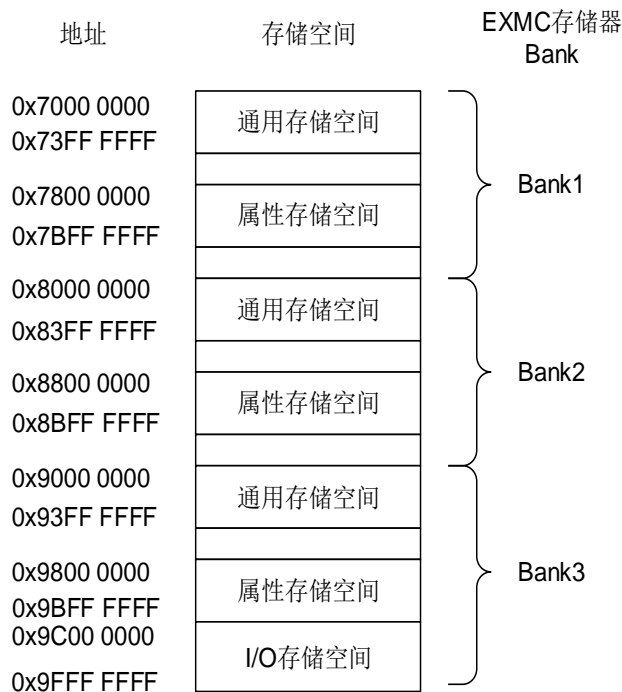 地址
存储空间
EXMC存储器
Bank
0x7000 0000
0x73FF FFFF
通用存储空间
0x7800 0000
0x7BFF FFFF
属性存储空间
Bank1
0x8000 0000
0x83FF FFFF
通用存储空间
0x8800 0000
0x8BFF FFFF
属性存储空间
Bank2
0x9000 0000
0x93FF FFFF
通用存储空间
0x9800 0000
0x9BFF FFFF
属性存储空间
0x9C00 0000
0x9FFF FFFF
I/O存储空间
Bank3